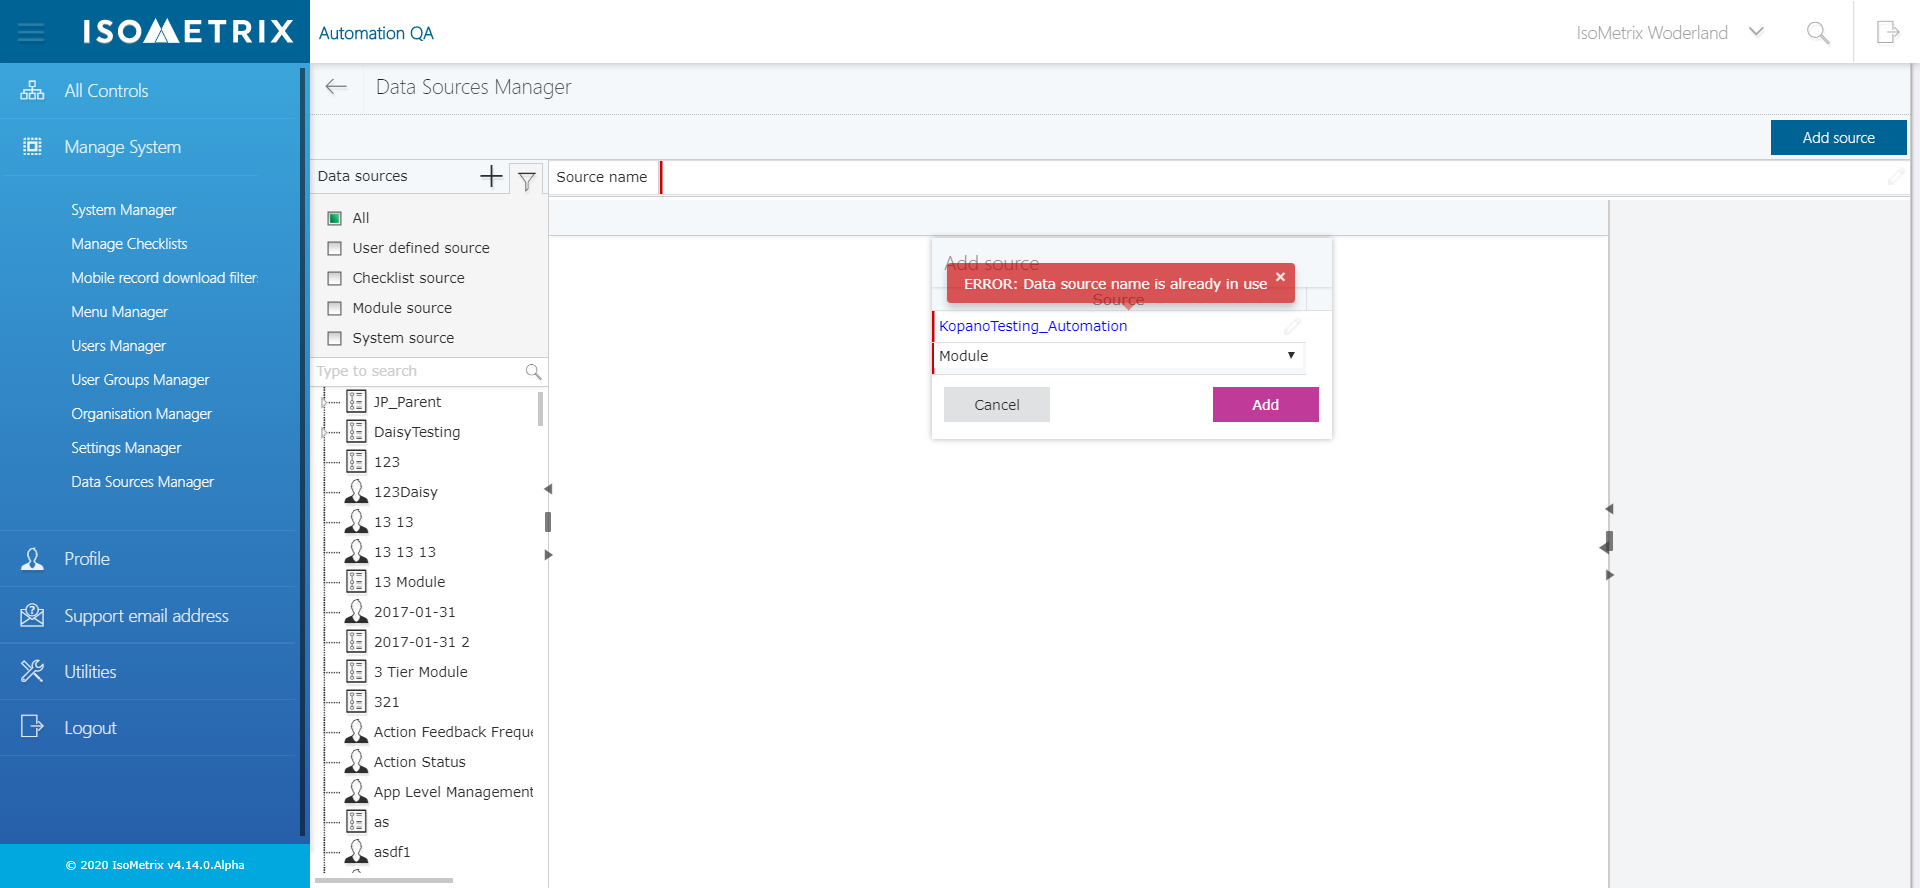 ISOMETRIX
Automation QA
IsoMetrix Woderland
All Controls
Manage System
System Manager
Manage Checklists
Mobile record download filter
Menu Manager
Users Manager
User Groups Manager
Organisation Manager
Settings Manager
Data Sources Manager
Profile
Support email address
Utilities
Logout
© 2020 IsoMetrix v4.14.0.Alpha
Data Sources Manager
Add source
Data sources
Source name
All
User defined source
Checklist source
Module source
System source
Type to search
JP_Parent
DaisyTesting
123
123Daisy
13 13
13 13 13
13 Module
2017-01-31
2017-01-31 2
3 Tier Module
321
Action Feedback Freque
Action Status
App Level Management
as
asdf1
Add source
ERROR: Data source name is already in use
Source
KopanoTesting_Automation
Module
Cancel
Add